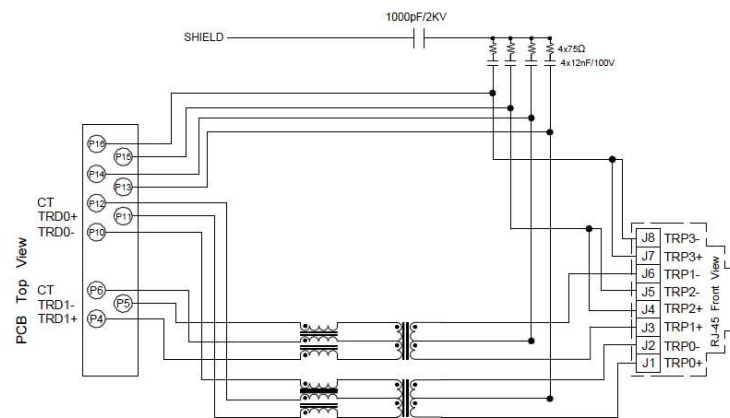 1000pF/2KV
SHIELD
4x75Ω
4x12nF/100V
P16
P15
P14
P13
CT
P12
TRD0+
P11
TRD0-
P10
CT
P6
TRD1-
P5
TRD1+
P4
PCB Top View
J8 TRP3-
J7 TRP3+
J6 TRP1-
J5 TRP2-
J4 TRP2+
J3 TRP1+
J2 TRP0-
J1 TRP0+
RJ-45 Front View